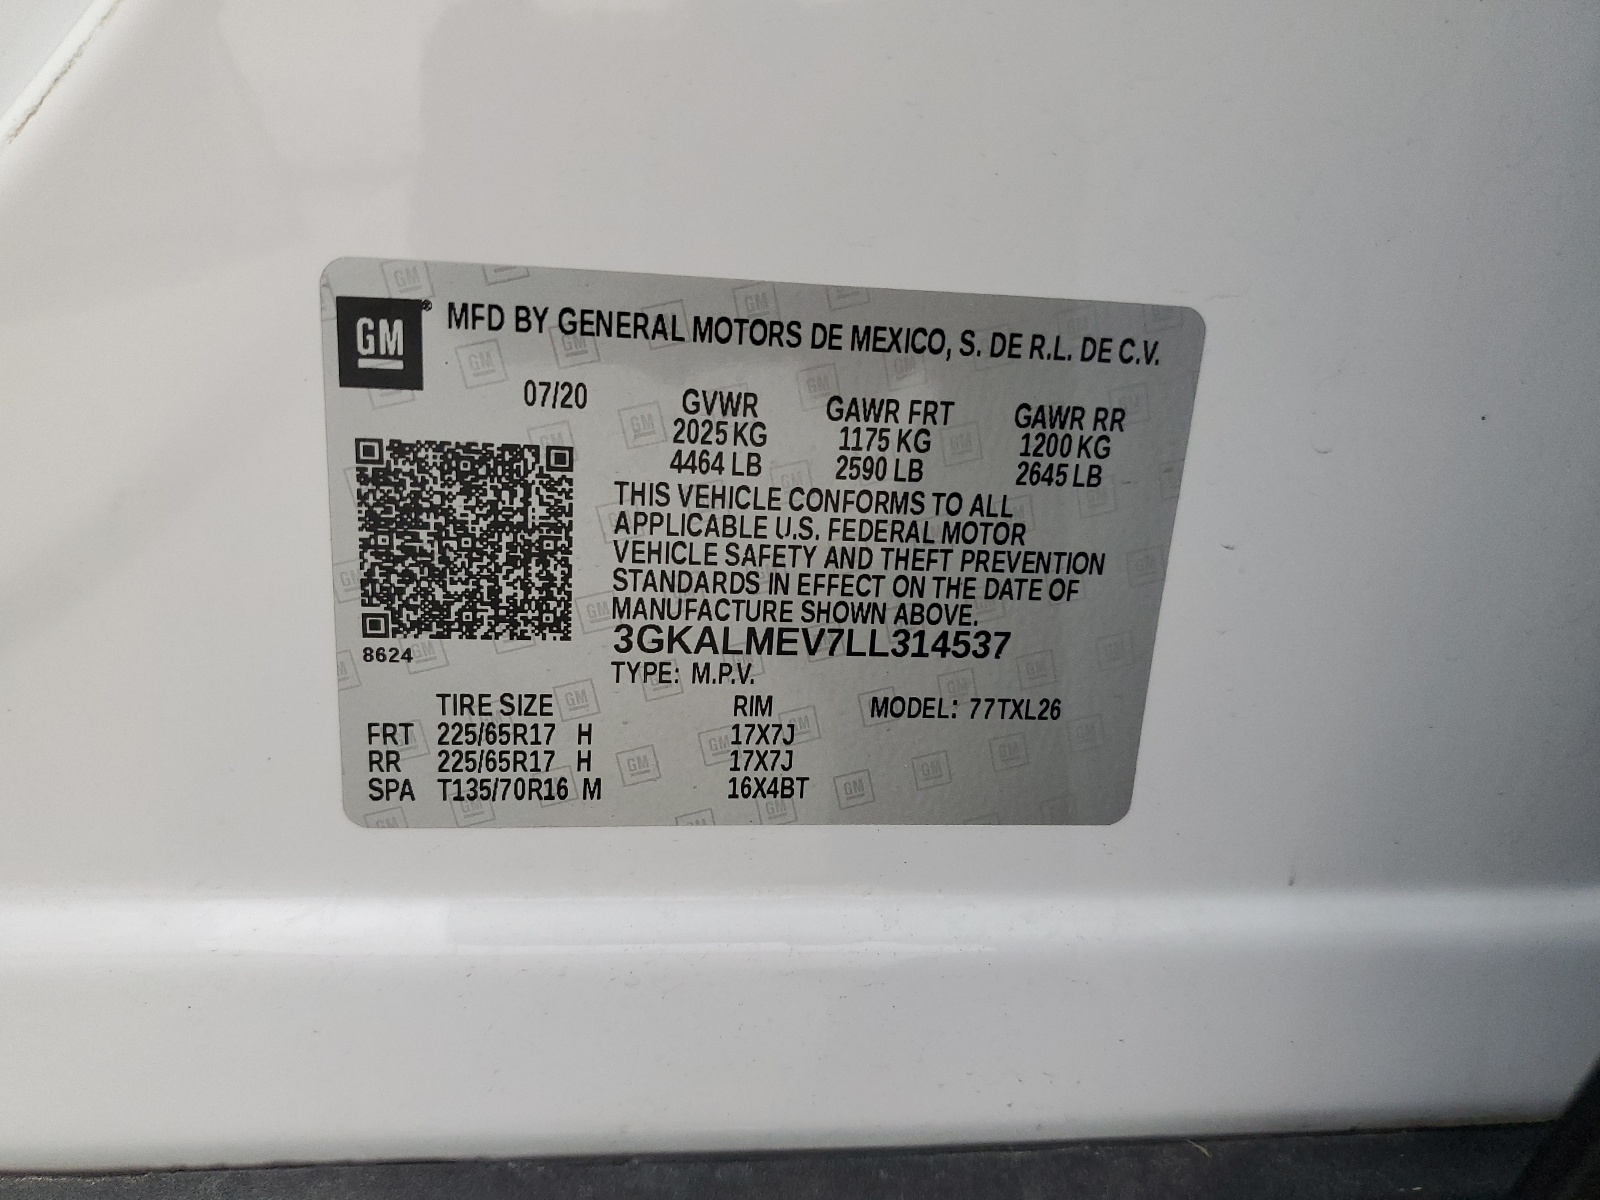 GM® MFD BY GENERAL MOTORS DE MEXICO, S. DE R.L. DE C.V.
07/20
GVWR GAWR FRT GAWR RR
2025 KG 1175 KG 1200 KG
4464 LB 2590 LB 2645 LB
THIS VEHICLE CONFORMS TO ALL
APPLICABLE U.S. FEDERAL MOTOR
VEHICLE SAFETY AND THEFT PREVENTION
STANDARDS IN EFFECT ON THE DATE OF
MANUFACTURE SHOWN ABOVE.
3GKALMEV7LL314537
8624
TYPE: M.P.V.
TIRE SIZE RIM MODEL: 77TXL26
FRT 225/65R17 H 17X7J
RR 225/65R17 H 17X7J
SPA T135/70R16 M 16X4BT